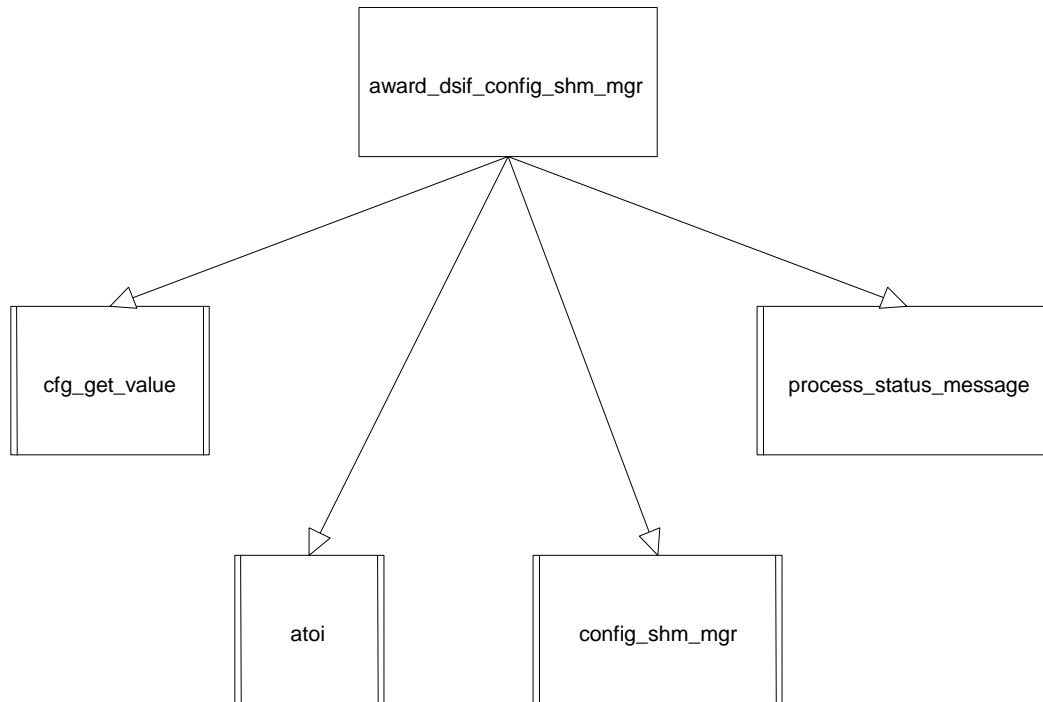 award_dsif_config_shm_mgr
cfg_get_value
process_status_message
atoi
config_shm_mgr